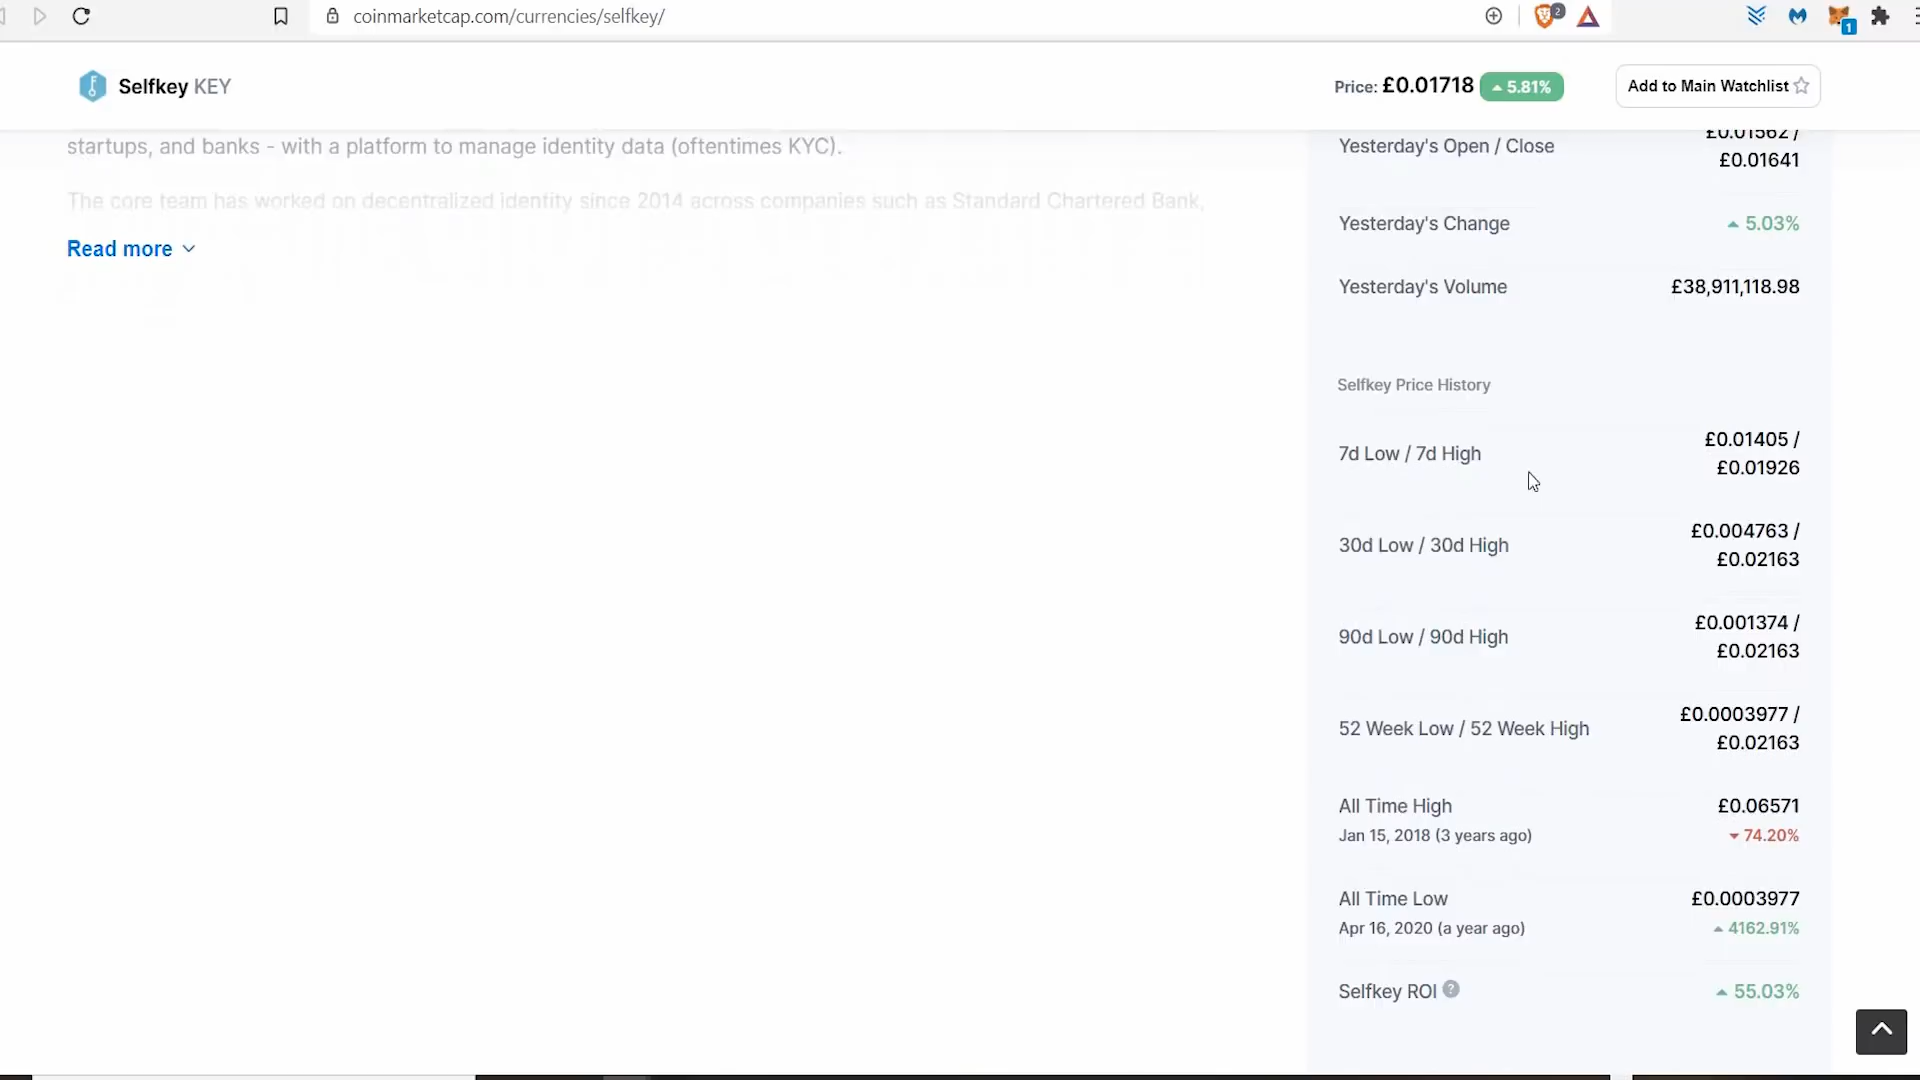 coinmarketcap.com/currencies/selfkey/
2
1
Selfkey KEY
Price: £0.01718 5.81%
Add to Main Watchlist
startups, and banks - with a platform to manage identity data (oftentimes KYC).
The core team has worked on decentralized identity since 2014 across companies such as Standard Chartered Bank,
Read more
Yesterday's Open / Close
£0.01562 /
£0.01641
Yesterday's Change
5.03%
Yesterday's Volume
£38,911,118.98
Selfkey Price History
7d Low / 7d High
£0.01405 /
£0.01926
30d Low / 30d High
£0.004763 /
£0.02163
90d Low / 90d High
£0.001374 /
£0.02163
52 Week Low / 52 Week High
£0.0003977 /
£0.02163
All Time High
£0.06571
Jan 15, 2018 (3 years ago)
74.20%
All Time Low
£0.0003977
Apr 16, 2020 (a year ago)
4162.91%
Selfkey ROI ?
55.03%